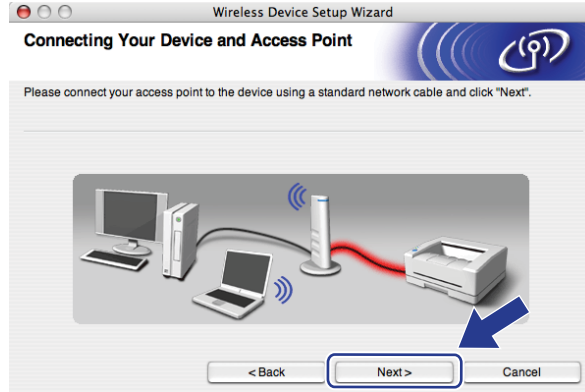 Wireless Device Setup Wizard
Connecting Your Device and Access Point
Please connect your access point to the device using a standard network cable and click "Next".
< Back Next > Cancel